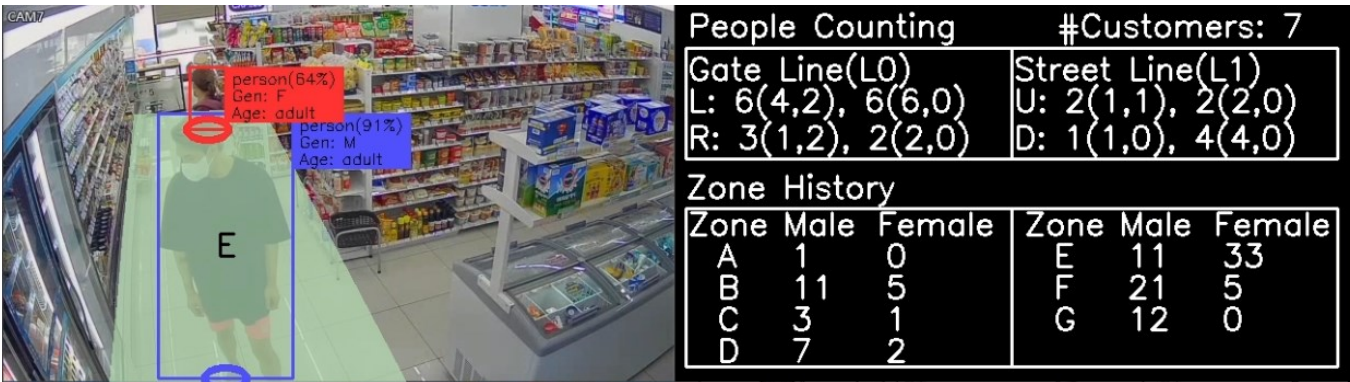 CAM7
person(64%)
Gen: F
Age: adult
person(91%)
Gen: M
Age: adult
E
People Counting #Customers: 7
Gate Line(L0)
L: 6(4,2), 6(6,0)
R: 3(1,2), 2(2,0)
Street Line(L1)
U: 2(1,1), 2(2,0)
D: 1(1,0), 4(4,0)
Zone History
Zone Male Female
A 1 0
B 11 5
C 3 1
D 7 2
Zone Male Female
E 11 33
F 21 5
G 12 0